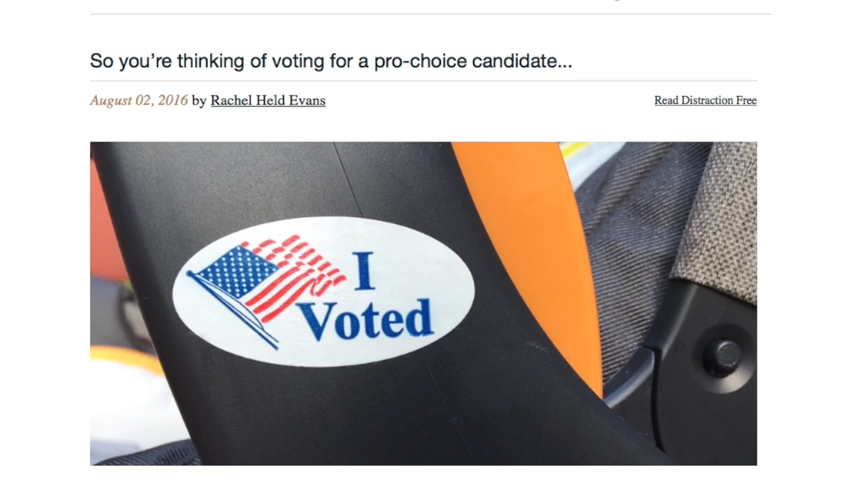 So you're thinking of voting for a pro-choice candidate...
August 02, 2016 by Rachel Held Evans
Read Distraction Free
I
Voted